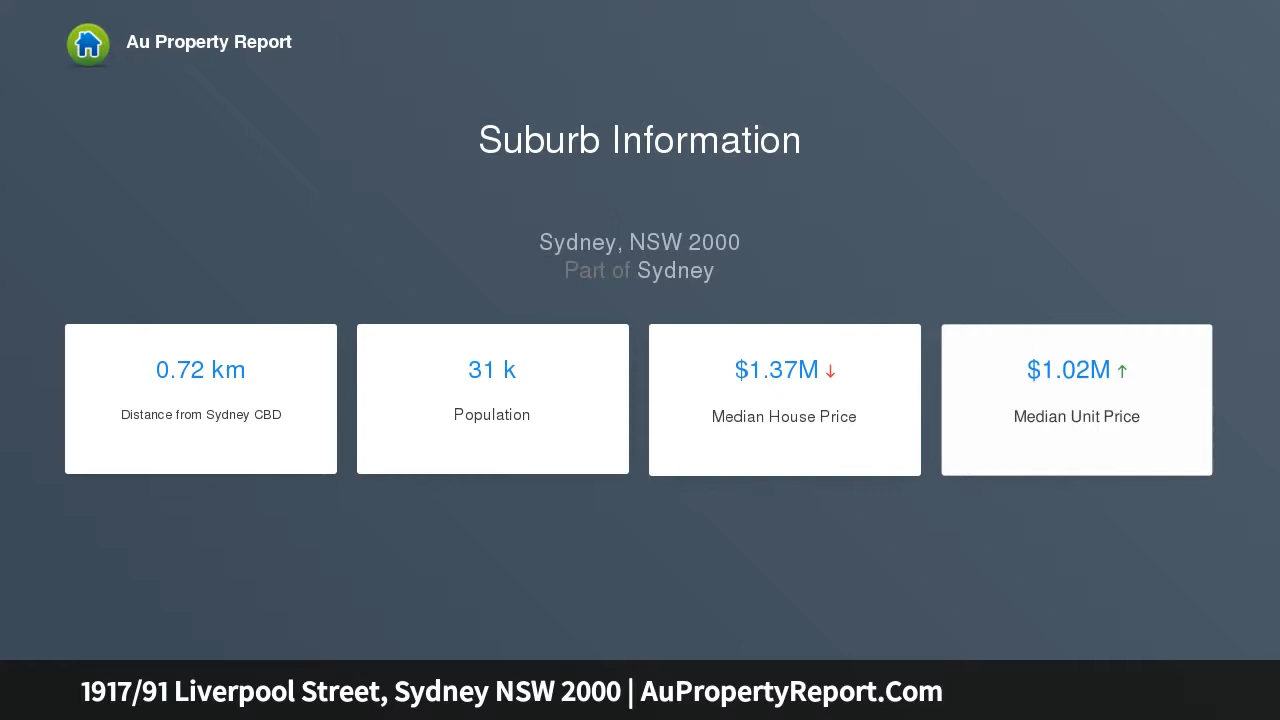 Au Property Report
Suburb Information
Sydney, NSW 2000
Part of Sydney
0.72 km
Distance from Sydney CBD
31 k
Population
$1.37M ↓
Median House Price
$1.02M ↑
Median Unit Price
1917/91 Liverpool Street, Sydney NSW 2000 | AuPropertyReport.Com